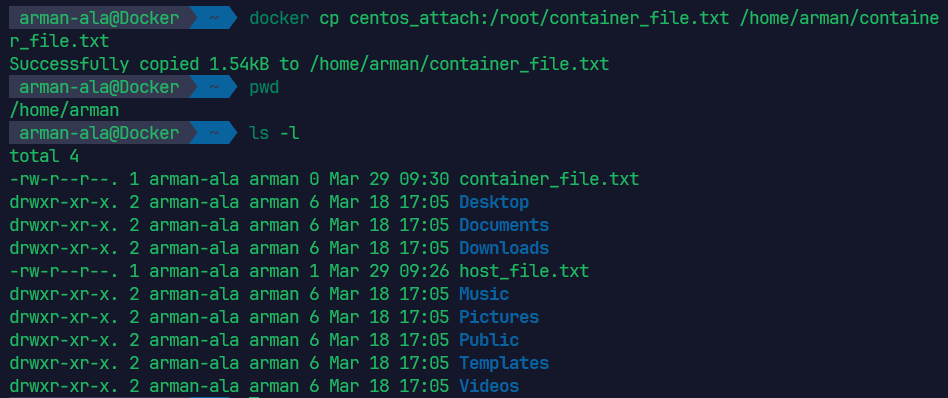 arman-ala@Docker ~ docker cp centos_attach:/root/container_file.txt /home/arman/containe
r_file.txt
Successfully copied 1.54kB to /home/arman/container_file.txt
arman-ala@Docker ~ pwd
/home/arman
arman-ala@Docker ~ ls -l
total 4
-rw-r--r--. 1 arman-ala arman 0 Mar 29 09:30 container_file.txt
drwxr-xr-x. 2 arman-ala arman 6 Mar 18 17:05 Desktop
drwxr-xr-x. 2 arman-ala arman 6 Mar 18 17:05 Documents
drwxr-xr-x. 2 arman-ala arman 6 Mar 18 17:05 Downloads
-rw-r--r--. 1 arman-ala arman 1 Mar 29 09:26 host_file.txt
drwxr-xr-x. 2 arman-ala arman 6 Mar 18 17:05 Music
drwxr-xr-x. 2 arman-ala arman 6 Mar 18 17:05 Pictures
drwxr-xr-x. 2 arman-ala arman 6 Mar 18 17:05 Public
drwxr-xr-x. 2 arman-ala arman 6 Mar 18 17:05 Templates
drwxr-xr-x. 2 arman-ala arman 6 Mar 18 17:05 Videos